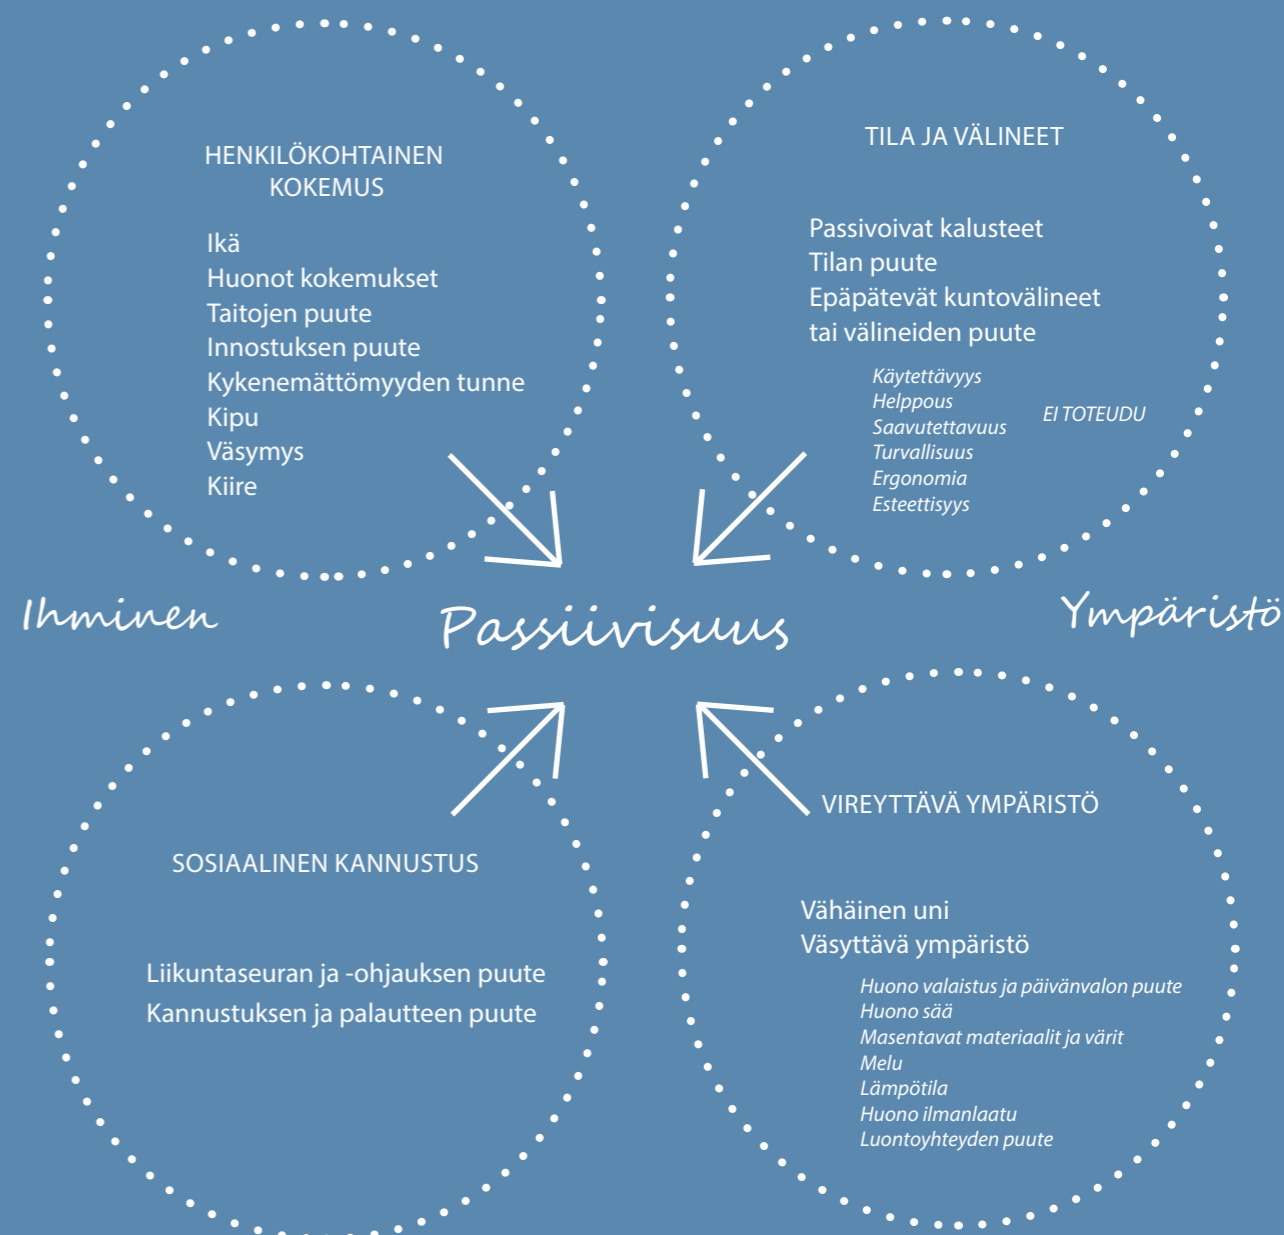 HENKILÖKOHTAINEN
KOKEMUS
Ikä
Huonot kokemukset
Taitojen puute
Innostuksen puute
Kykenemättömyyden tunne
Kipu
Väsymys
Kiire
TILA JA VÄLINEET
Passivoivat kalusteet
Tilan puute
Epäpätevät kuntovälineet
tai välineiden puute
Käytettävyys
Helppous
Saavutettavuus
Turvallisuus
Ergonomia
Esteettisyys
EI TOTEUDU
Ihminen
Passiivisuus
Ympäristö
SOSIAALINEN KANNUSTUS
Liikuntaseuran ja -ohjauksen puute
Kannustuksen ja palautteen puute
VIREYTTÄVÄ YMPÄRISTÖ
Vähäinen uni
Väsyttävä ympäristö
Huono valaistus ja päivänvalon puute
Huono sää
Masentavat materiaalit ja värit
Melu
Lämpötila
Huono ilmanlaatu
Luontoyhteyden puute